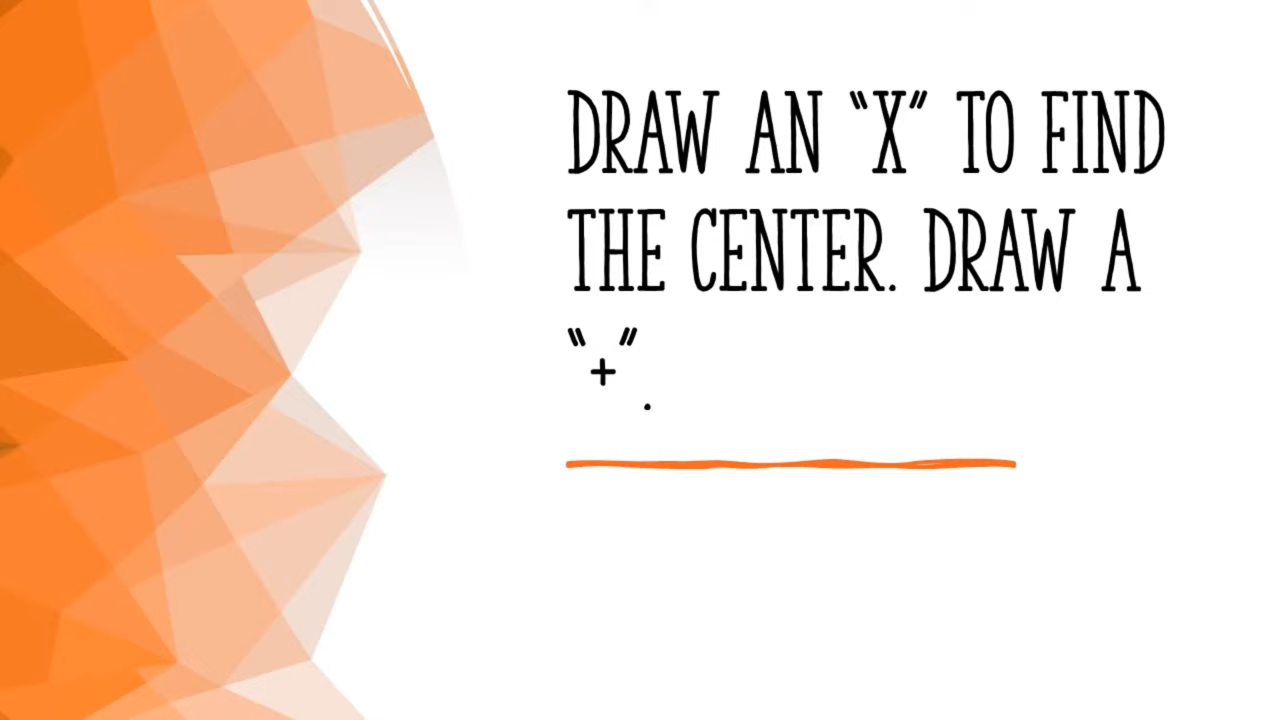 DRAW AN “X” TO FIND
THE CENTER. DRAW A
“+”.